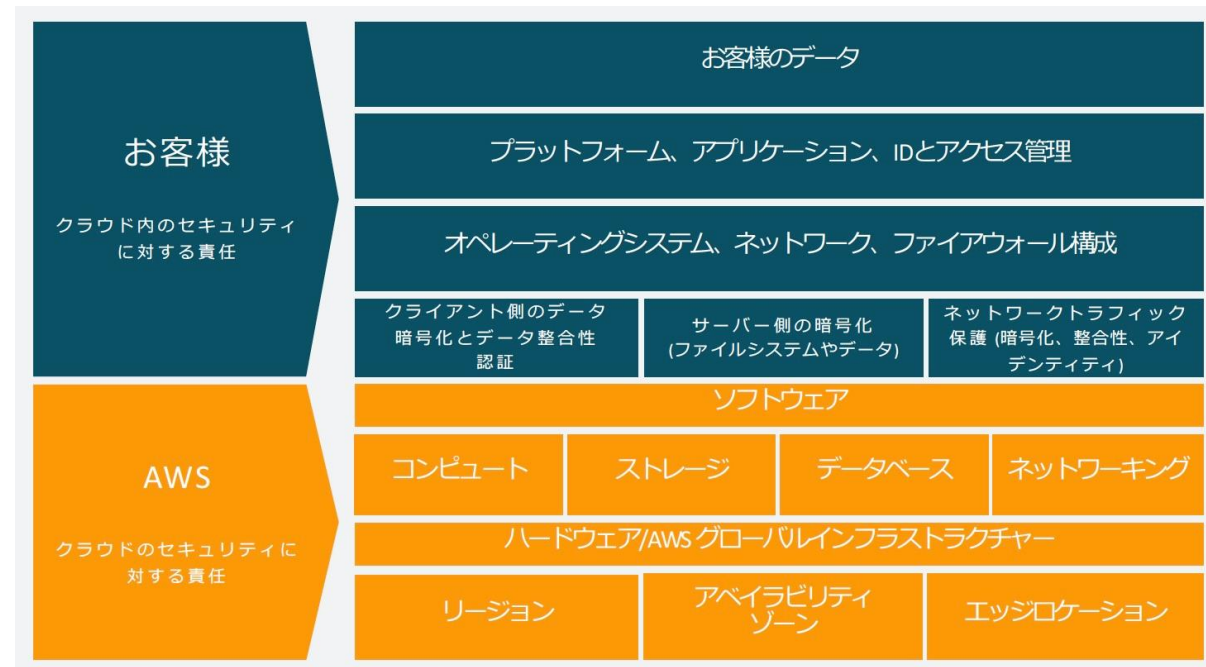 お客様
クラウド内のセキュリティ
に対する責任
お客様のデータ
プラットフォーム、アプリケーション、IDとアクセス管理
オペレーティングシステム、ネットワーク、ファイアウォール構成
クライアント側のデータ
暗号化とデータ整合性
認証
サーバー側の暗号化
(ファイルシステムやデータ)
ネットワークトラフィック
保護 (暗号化、整合性、アイ
デンティティ)
AWS
クラウドのセキュリティに
対する責任
ソフトウェア
コンピュート
ストレージ
データベース
ネットワーキング
ハードウェア/AWS グローバルインフラストラクチャー
リージョン
アベイラビリティ
ゾーン
エッジロケーション